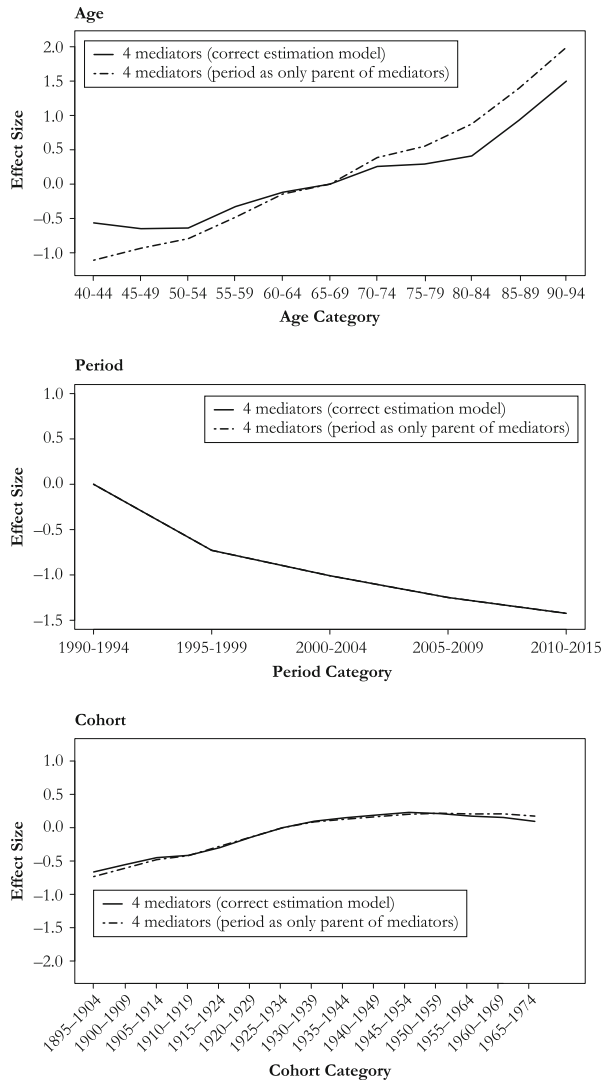 Age
4 mediators (correct estimation model)
4 mediators (period as only parent of mediators)
2.0
1.5
1.0
0.5
0.0
−0.5
−1.0
Effect Size
40-44 45-49 50-54 55-59 60-64 65-69 70-74 75-79 80-84 85-89 90-94
Age Category
Period
4 mediators (correct estimation model)
4 mediators (period as only parent of mediators)
1.0
0.5
0.0
−0.5
−1.0
−1.5
Effect Size
1990-1994 1995-1999 2000-2004 2005-2009 2010-2015
Period Category
Cohort
1.0
0.5
0.0
−0.5
−1.0
−1.5
−2.0
Effect Size
4 mediators (correct estimation model)
4 mediators (period as only parent of mediators)
1895–1904 1900–1909 1905–1914 1910–1919 1915–1924 1920–1929 1925–1934 1930–1939 1935–1944 1940–1949 1945–1954 1950–1959 1955–1964 1960–1969 1965–1974
Cohort Category